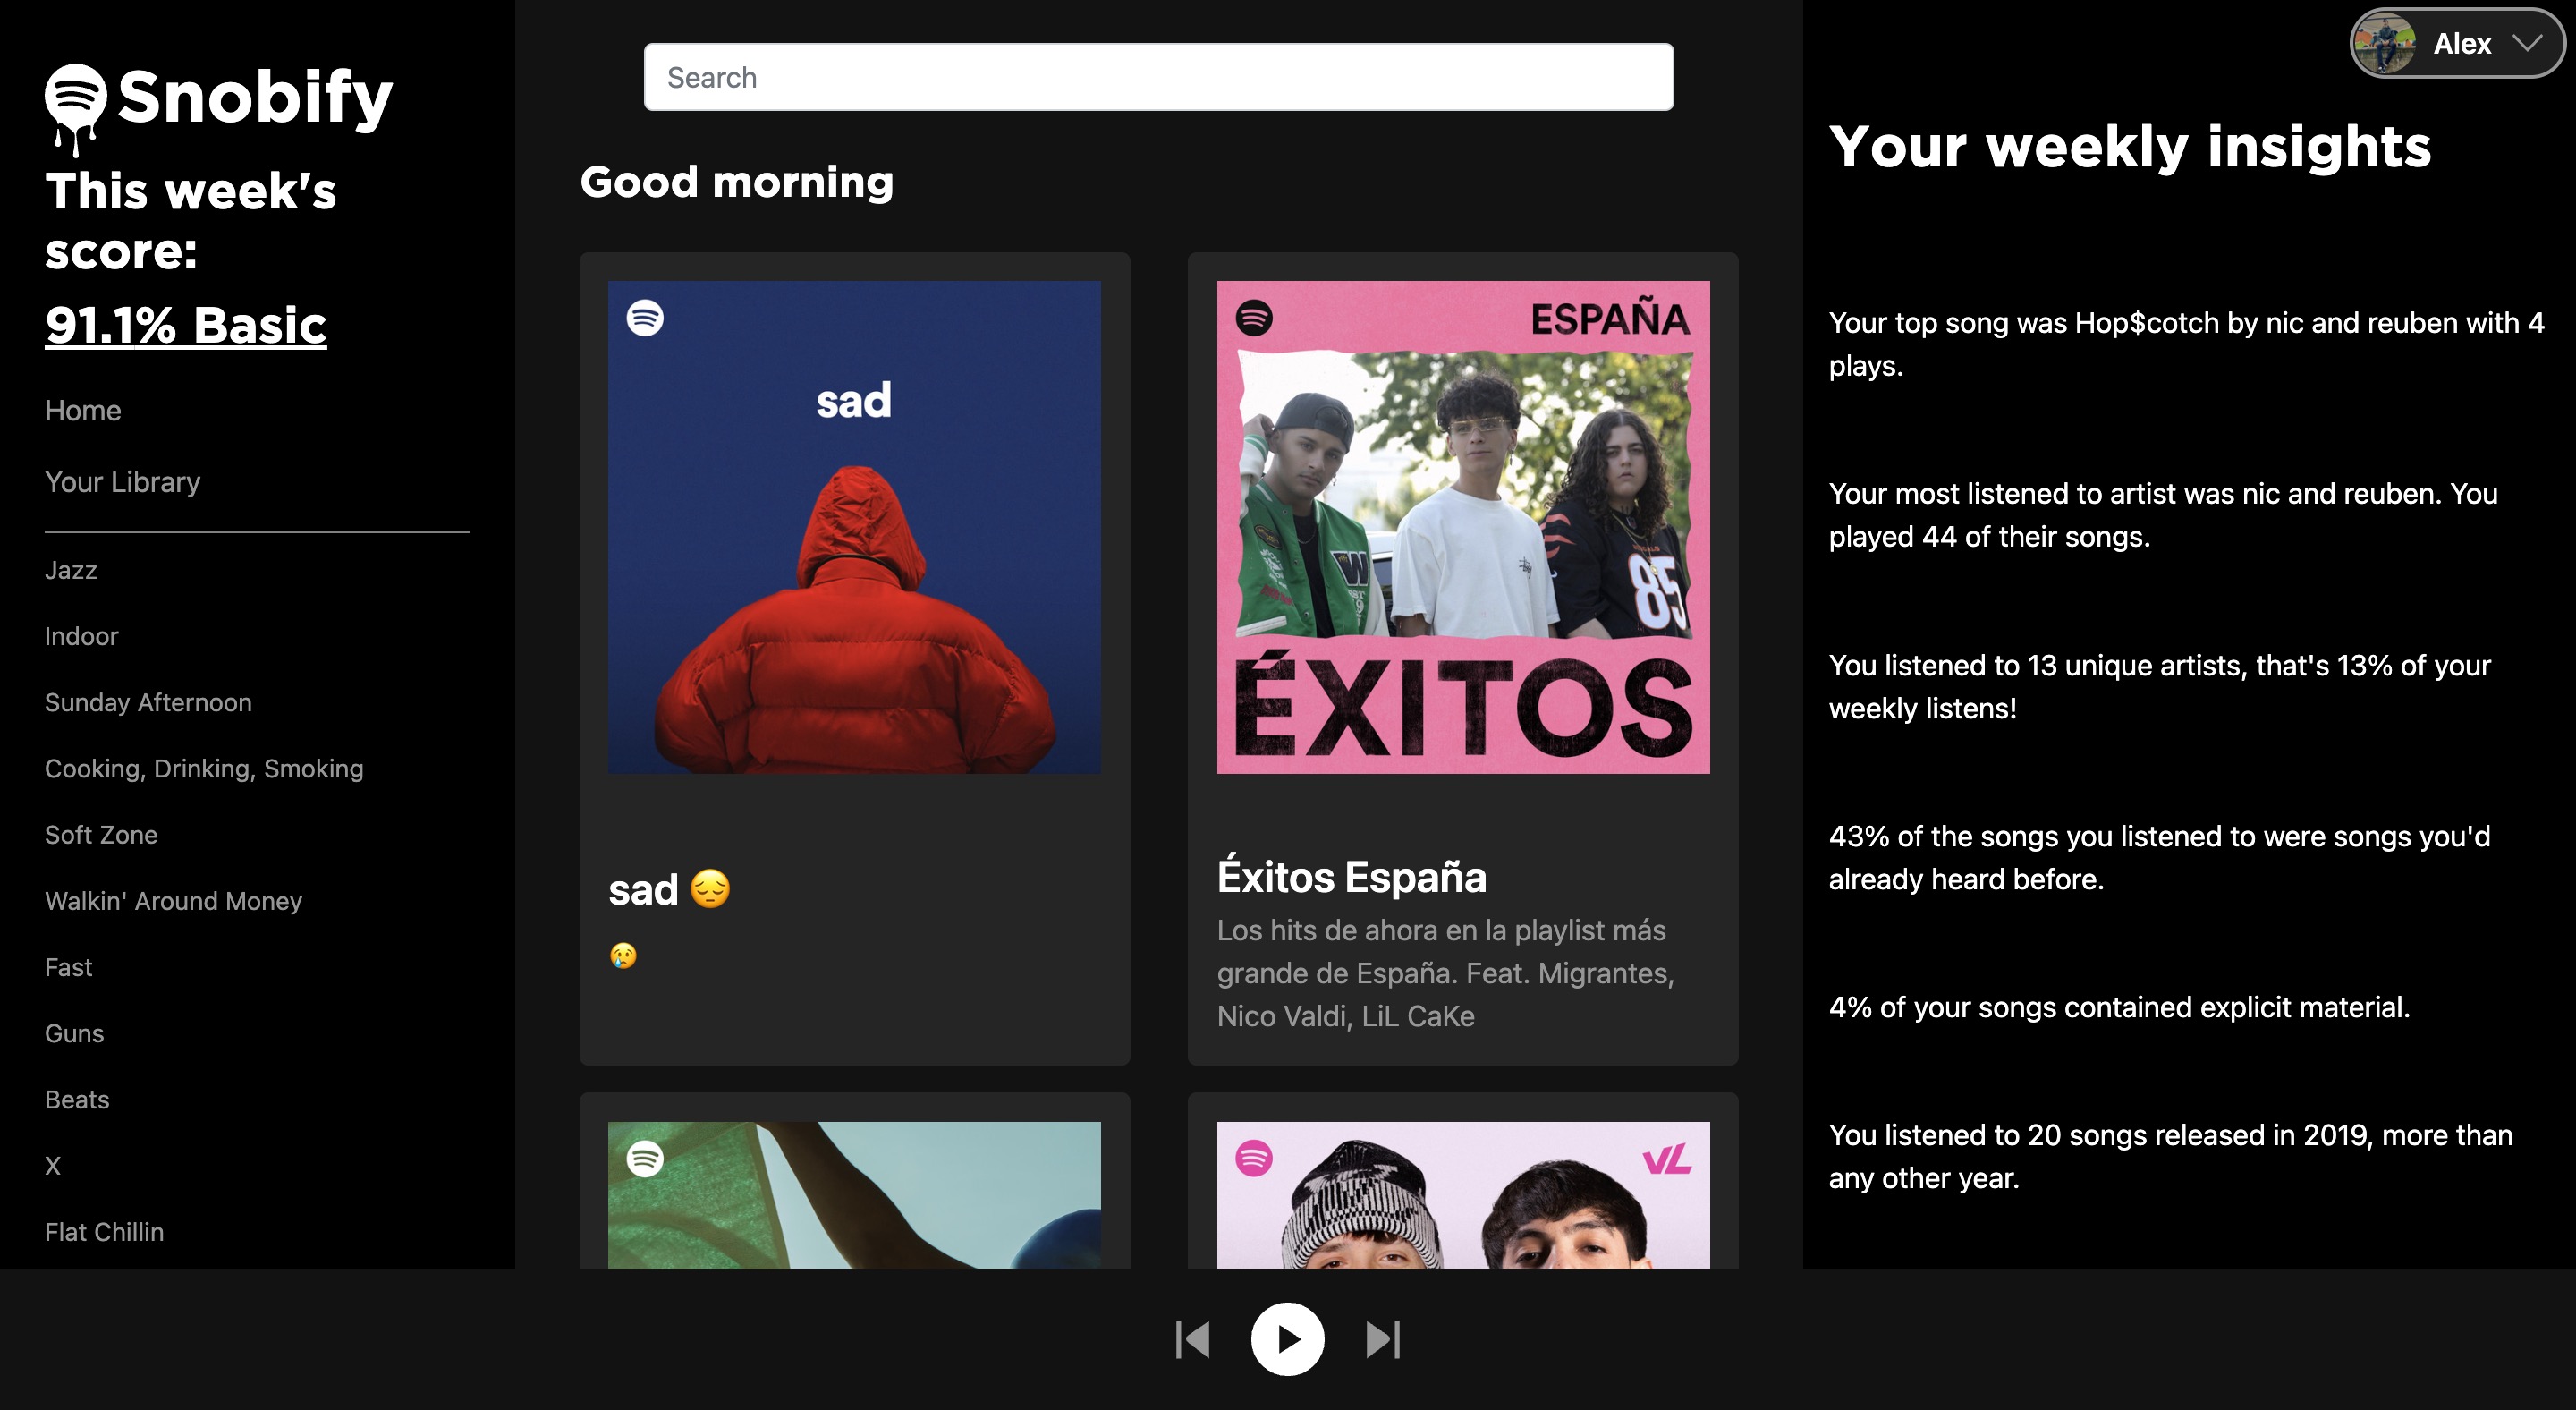 Snobify
This week's
score:
91.1% Basic
Home
Your Library
Jazz
Indoor
Sunday Afternoon
Cooking, Drinking, Smoking
Soft Zone
Walkin' Around Money
Fast
Guns
Beats
X
Flat Chillin
Search
Good morning
sad
sad 😔
😢
ESPAÑA
W
85
ÉXITOS
Éxitos España
Los hits de ahora en la playlist más
grande de España. Feat. Migrantes,
Nico Valdi, LiL CaKe
VL
Alex
Your weekly insights
Your top song was Hop$cotch by nic and reuben with 4
plays.
Your most listened to artist was nic and reuben. You
played 44 of their songs.
You listened to 13 unique artists, that's 13% of your
weekly listens!
43% of the songs you listened to were songs you'd
already heard before.
4% of your songs contained explicit material.
You listened to 20 songs released in 2019, more than
any other year.